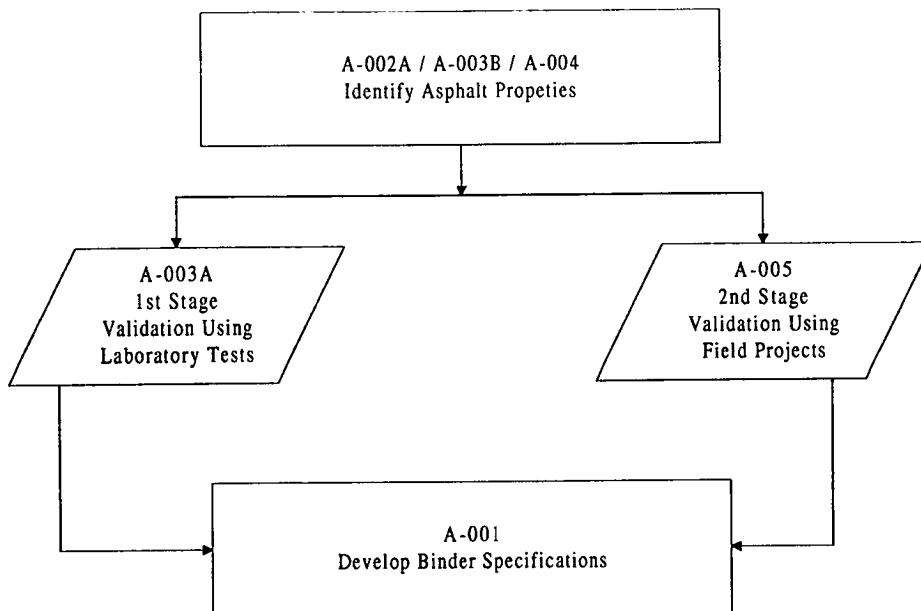 A-002A / A-003B / A-004
Identify Asphalt Propeties
A-003A
1st Stage
Validation Using
Laboratory Tests
A-005
2nd Stage
Validation Using
Field Projects
A-001
Develop Binder Specifications